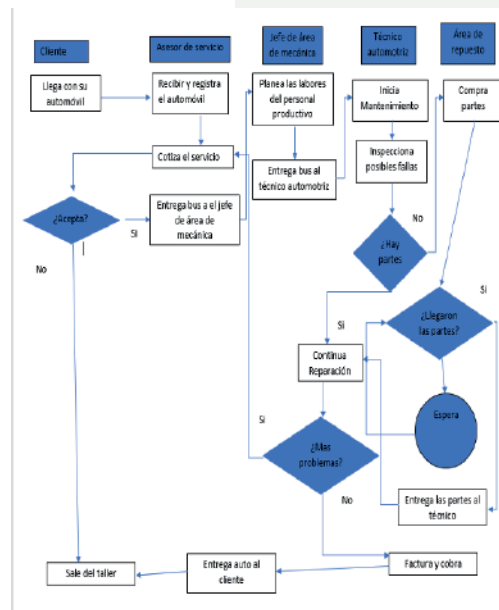 Cliente
Asesor de servicio
Jefe de área
de mecánica
Técnico
automotriz
Área de
repuesto
Llega con su
automóvil
Recibir y registra
el automóvil
Planea las labores
del personal
productivo
Inicia
Mantenimiento
Compra
partes
Cotiza el servicio
Entrega bus al
técnico automotriz
Inspecciona
posibles fallas
¿Acepta?
Si
Entrega bus a el jefe
de área de
mecánica
No
¿Hay
partes
No
Si
¿Llegaron
las partes?
Si
Continua
Reparación
Espera
Si
¿Mas
problemas?
No
Entrega las partes al
técnico
Sale del taller
Entrega auto al
cliente
Factura y cobra